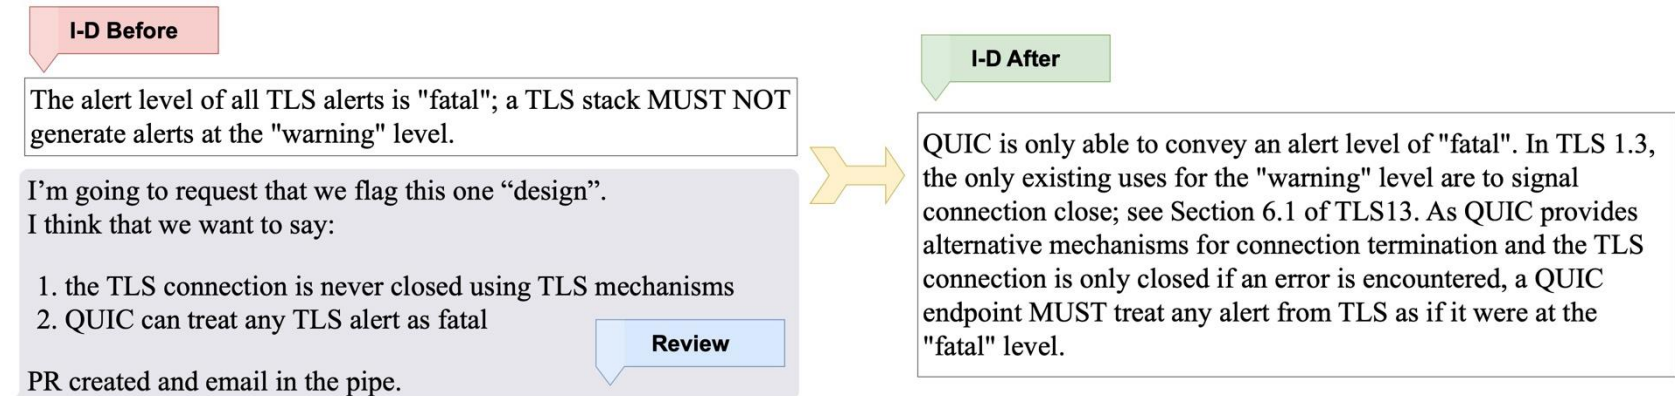 I-D Before
The alert level of all TLS alerts is "fatal"; a TLS stack MUST NOT
generate alerts at the "warning" level.
I’m going to request that we flag this one “design”.
I think that we want to say:
1. the TLS connection is never closed using TLS mechanisms
2. QUIC can treat any TLS alert as fatal
Review
PR created and email in the pipe.
I-D After
QUIC is only able to convey an alert level of "fatal". In TLS 1.3,
the only existing uses for the "warning" level are to signal
connection close; see Section 6.1 of TLS13. As QUIC provides
alternative mechanisms for connection termination and the TLS
connection is only closed if an error is encountered, a QUIC
endpoint MUST treat any alert from TLS as if it were at the
"fatal" level.